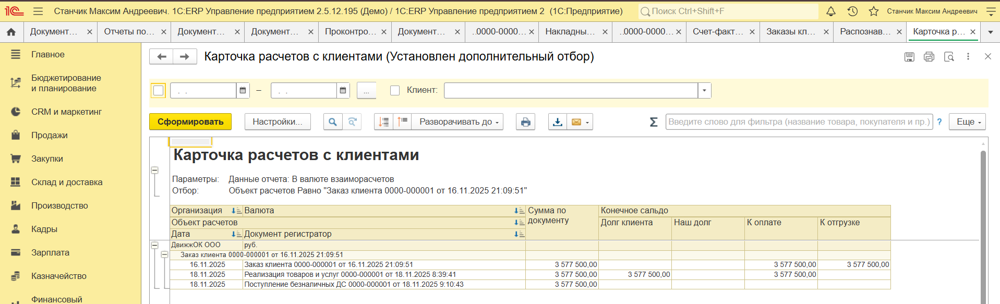 1С Станчик Максим Андреевич. 1С:ERP Управление предприятием 2.5.12.195 (Демо) / 1С:ERP Управление предприятием 2 (1С:Предприятие) Поиск Ctrl+Shift+F Станчик Максим Андреевич
Документ... Отчеты по... Документ... Документ... Проконтро... Документ... ..0000-0000... Накладны... ..0000-0000... Счет-факт... Заказы кл... Распознав... Карточка р...
Главное
Бюджетирование
и планирование
CRM и маркетинг
Продажи
Закупки
Склад и доставка
Производство
Кадры
Зарплата
Казначейство
Финансовый
Карточка расчетов с клиентами (Установлен дополнительный отбор)
. . – . . ... Клиент:
Сформировать Настройки... Разворачивать до Σ Введите слово для фильтра (название товара, покупателя и пр.) ? Еще
Карточка расчетов с клиентами
Параметры: Данные отчета: В валюте взаиморасчетов
Отбор: Объект расчетов Равно "Заказ клиента 0000-000001 от 16.11.2025 21:09:51"
Организация Валюта Сумма по документу Конечное сальдо
Объект расчетов Долг клиента Наш долг К оплате К отгрузке
Дата Документ регистратор
ДвижжОК ООО руб.
Заказ клиента 0000-000001 от 16.11.2025 21:09:51
16.11.2025 Заказ клиента 0000-000001 от 16.11.2025 21:09:51 3 577 500,00 3 577 500,00 3 577 500,00
18.11.2025 Реализация товаров и услуг 0000-000001 от 18.11.2025 8:39:41 3 577 500,00 3 577 500,00 3 577 500,00
18.11.2025 Поступление безналичных ДС 0000-000001 от 18.11.2025 9:10:43 3 577 500,00